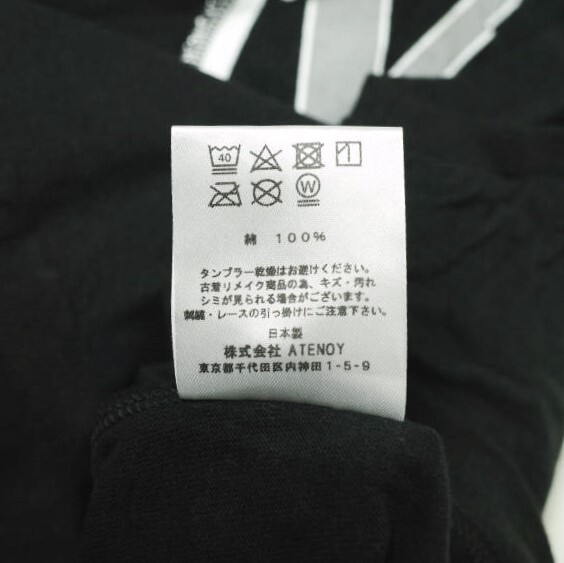 40
W
綿 100%
タンブラー乾燥はお避けください。
古着リメイク商品の為、キズ・汚れ
シミが見られる場合がございます。
刺繍・レースの引っ掛けにご注意下さい。
日本製
株式会社 ATENOY
東京都千代田区内神田1-5-9